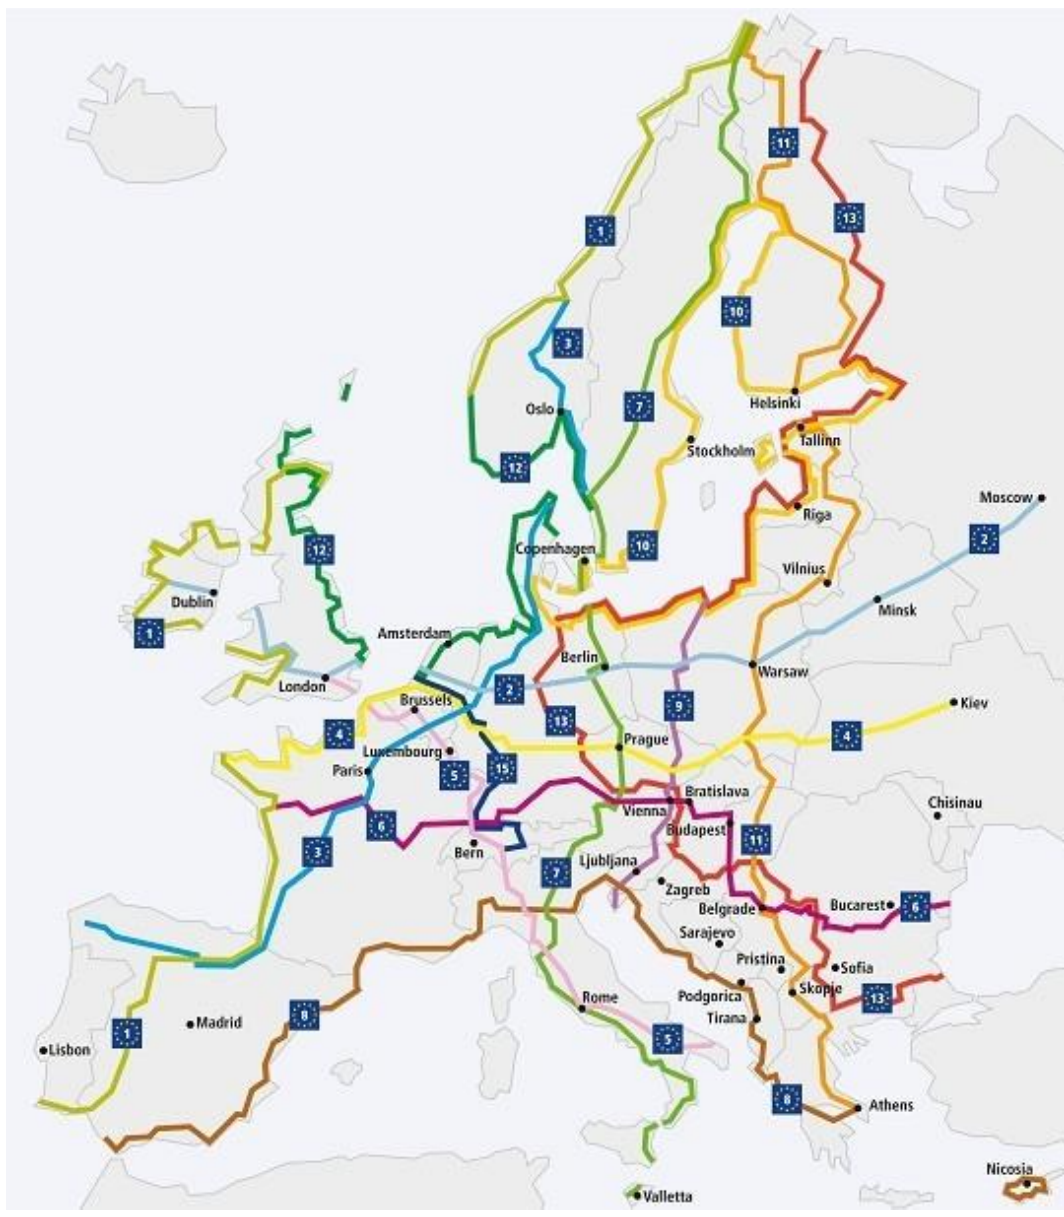 11
13
1
10
3
Oslo
7
Helsinki
12
Stockholm
Tallinn
Moscow
Riga
2
12
Copenhagen
10
Vilnius
Dublin
Minsk
1
Amsterdam
Berlin
Warsaw
London
2
Brussels
9
Kiev
13
4
4
Prague
Luxembourg
Paris
5
15
Vienna
Bratislava
Chisinau
6
Budapest
3
Bern
11
Ljubljana
7
Zagreb
Belgrade
Bucarest
6
Sarajevo
Pristina
Sofia
Podgorica
Skopje
13
Rome
8
Tirana
Madrid
1
5
Lisbon
8
Athens
Nicosia
Valletta